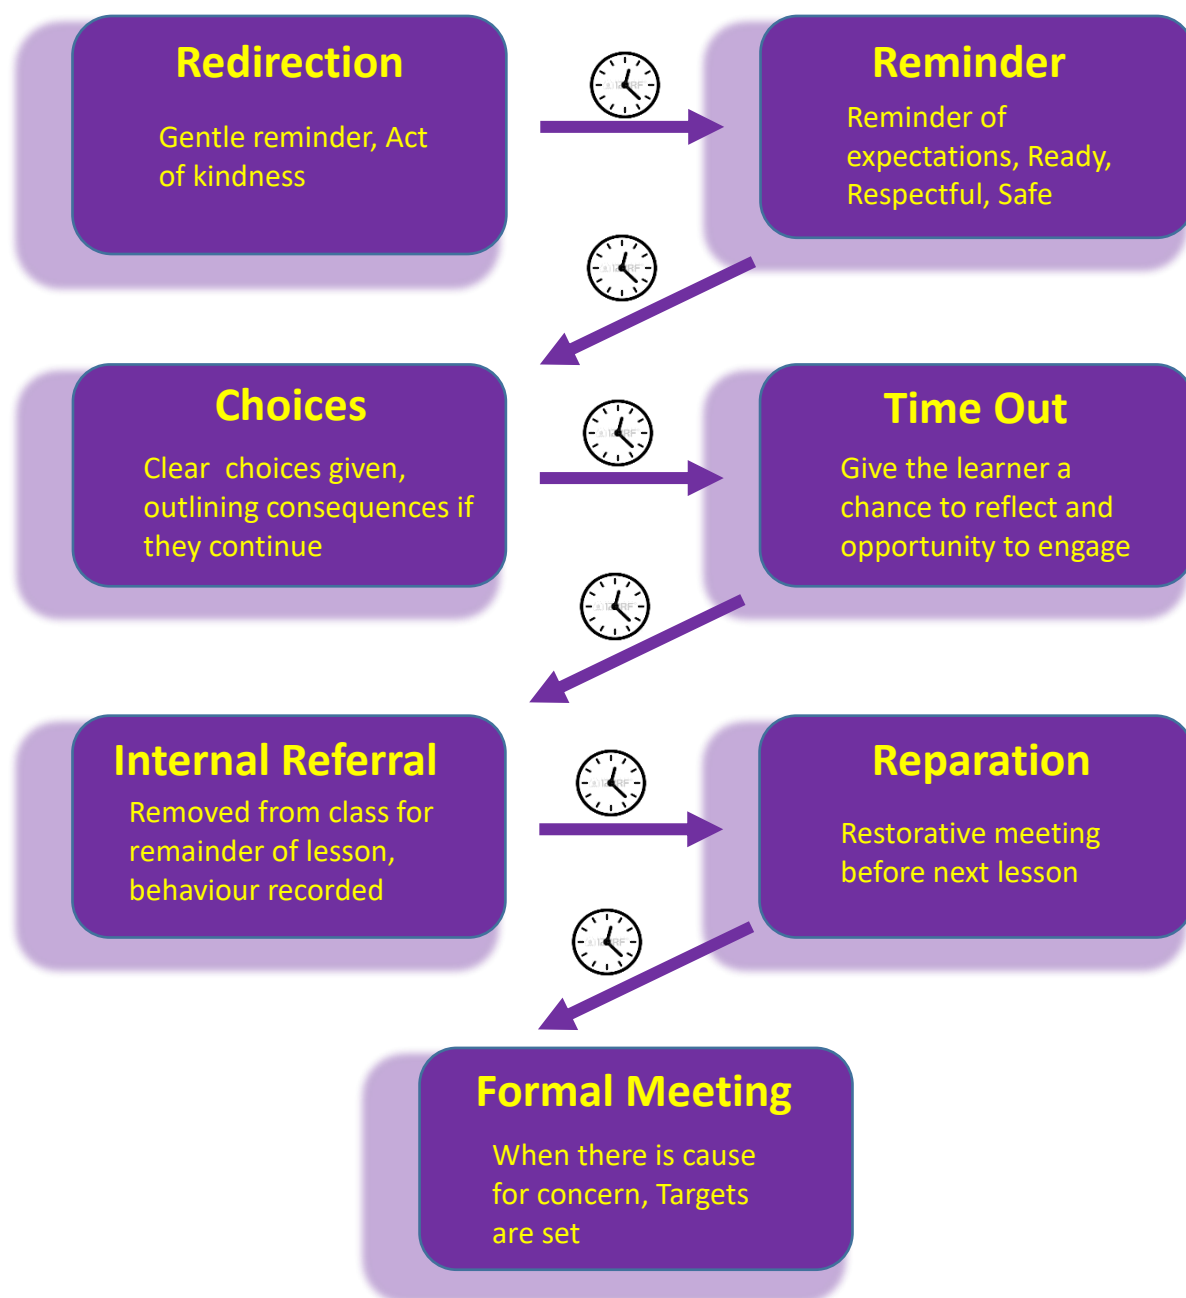 Redirection
Gentle reminder, Act
of kindness
Reminder
Reminder of
expectations, Ready,
Respectful, Safe
Choices
Clear  choices given,
outlining consequences if
they continue
Time Out
Give the learner a
chance to reflect and
opportunity to engage
Internal Referral
Removed from class for
remainder of lesson,
behaviour recorded
Reparation
Restorative meeting
before next lesson
Formal Meeting
When there is cause
for concern, Targets
are set